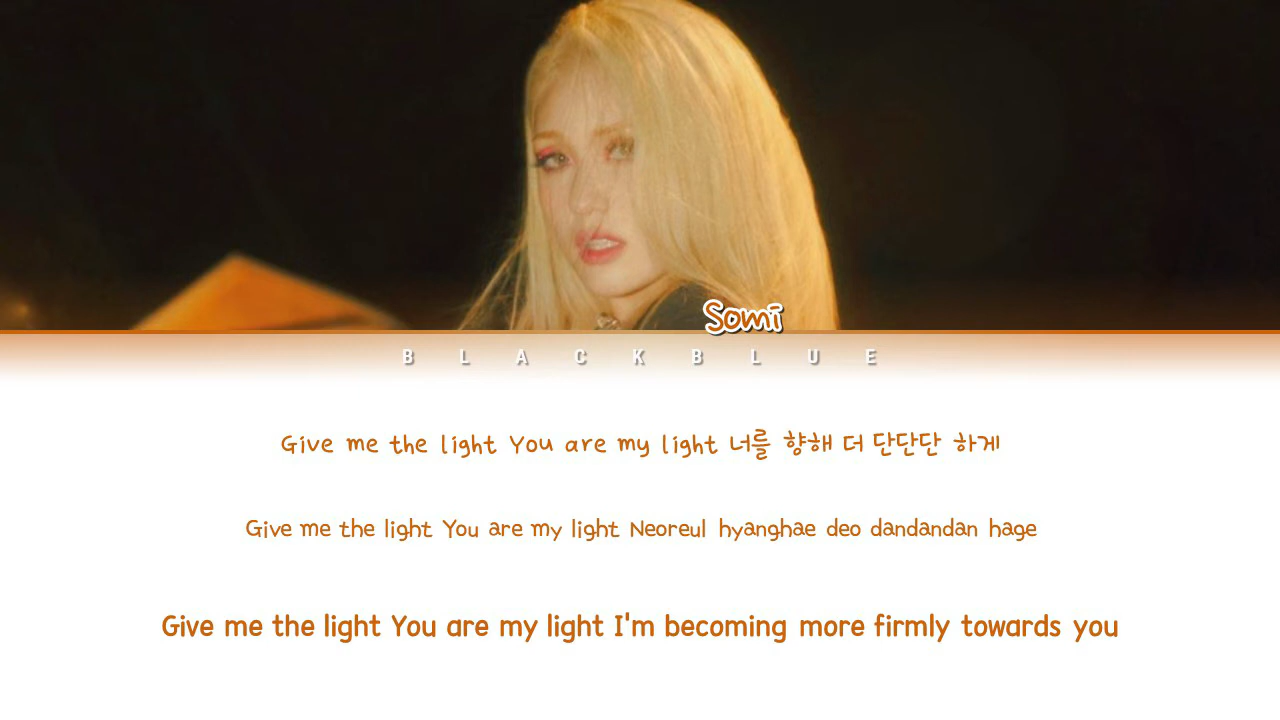 Somi
BLACKBLUE
Give me the light You are my light 너를 향해 더 단단단 하게
Give me the light You are my light Neoreul hyanghae deo dandandan hage
Give me the light You are my light I'm becoming more firmly towards you